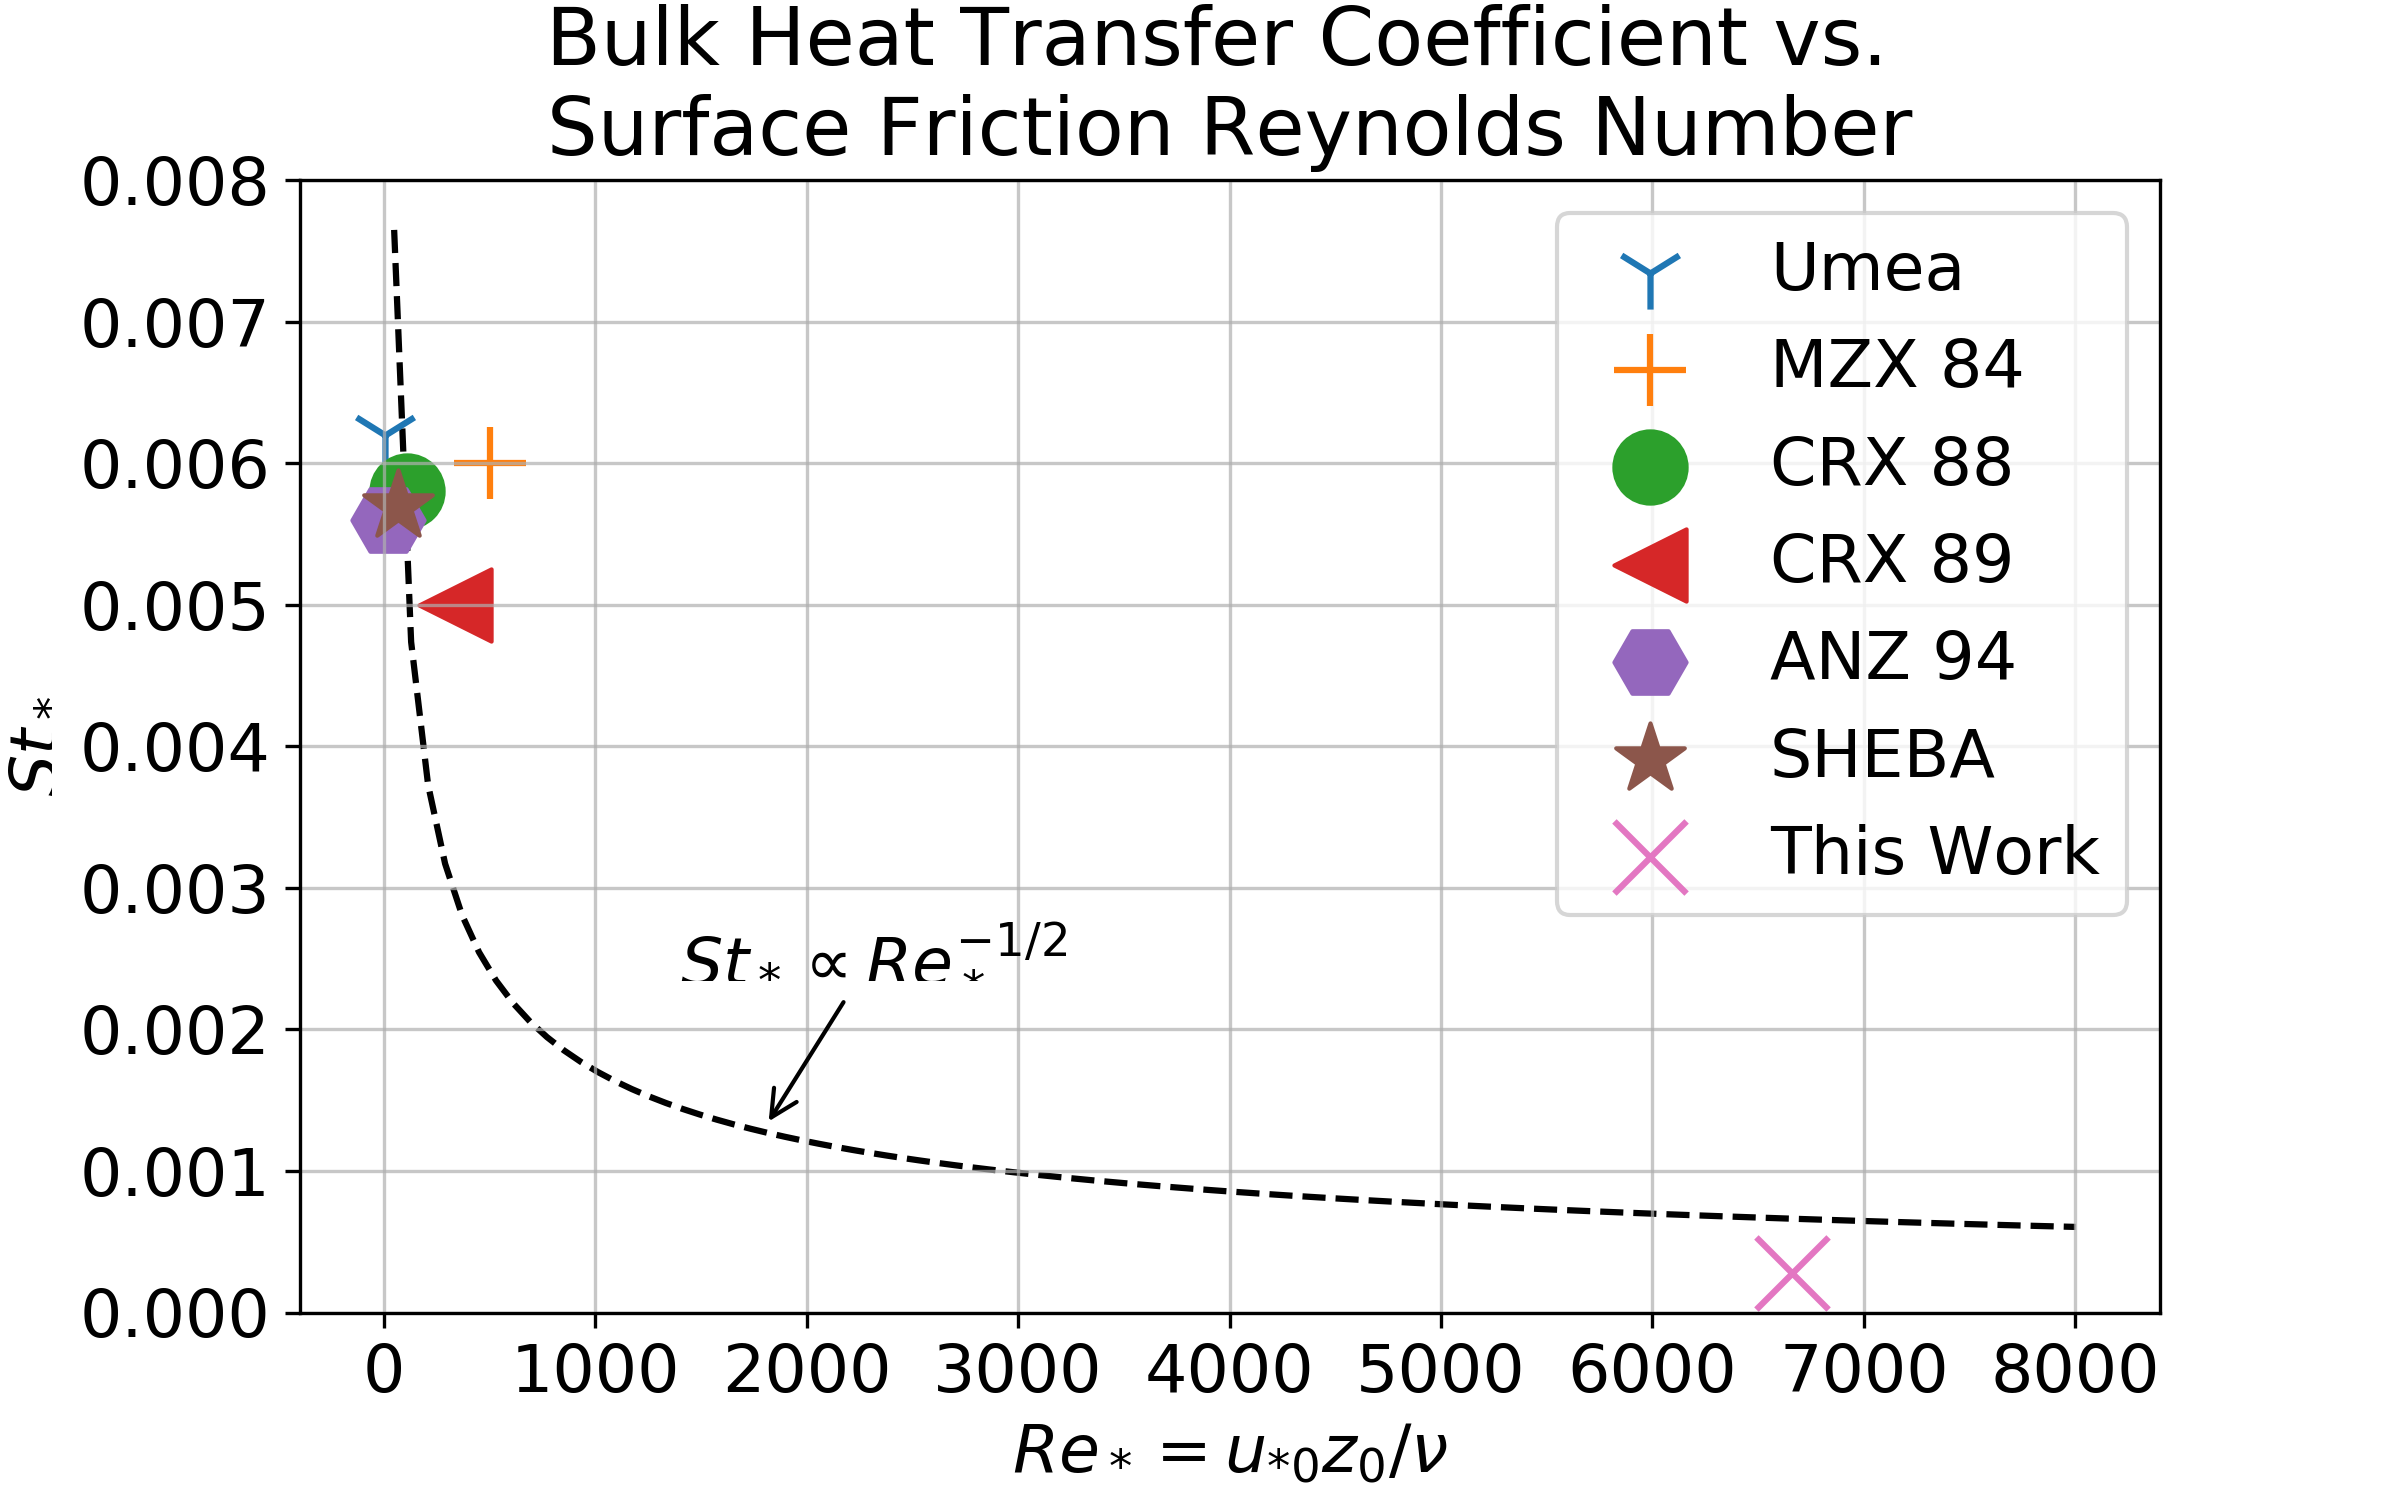 Bulk Heat Transfer Coefficient vs.
Surface Friction Reynolds Number
0.008
0.007
0.006
0.005
0.004
0.003
0.002
0.001
0.000
St*
Umea
MZX 84
CRX 88
CRX 89
ANZ 94
SHEBA
This Work
St* ∝ Re*^−1/2
0 1000 2000 3000 4000 5000 6000 7000 8000
Re* = u*0z0/ν